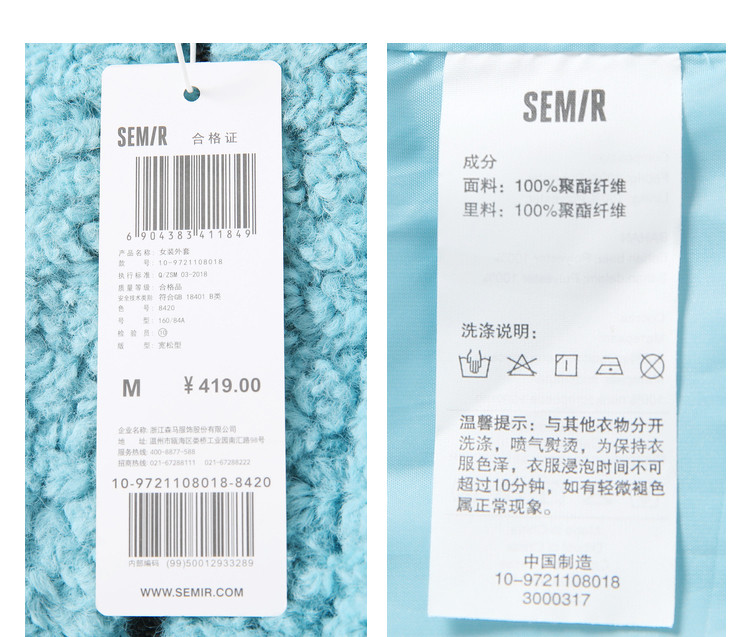 SEMIR 合格证
6 904383 411849
产品名称: 女装外套
款 号: 10-9721108018
执行标准: Q/ZSM 03-2018
质量等级: 合格品
安全技术类别: 符合GB 18401 B类
色 号: 8420
号 型: 160/84A
检 验 员:
版 型: 宽松型
M ¥419.00
企业名称: 浙江森马服饰股份有限公司
地 址: 温州市瓯海区娄桥工业园南汇路98号
服务热线: 400-8877-588
招商热线: 021-67288111 021-67288222
10-9721108018-8420
内部编码 (99)50012933289
WWW.SEMIR.COM
SEMIR
成分
面料: 100%聚酯纤维
里料: 100%聚酯纤维
洗涤说明:
温馨提示: 与其他衣物分开
洗涤, 喷气熨烫, 为保持衣
服色泽, 衣服浸泡时间不可
超过10分钟, 如有轻微褪色
属正常现象。
中国制造
10-9721108018
3000317